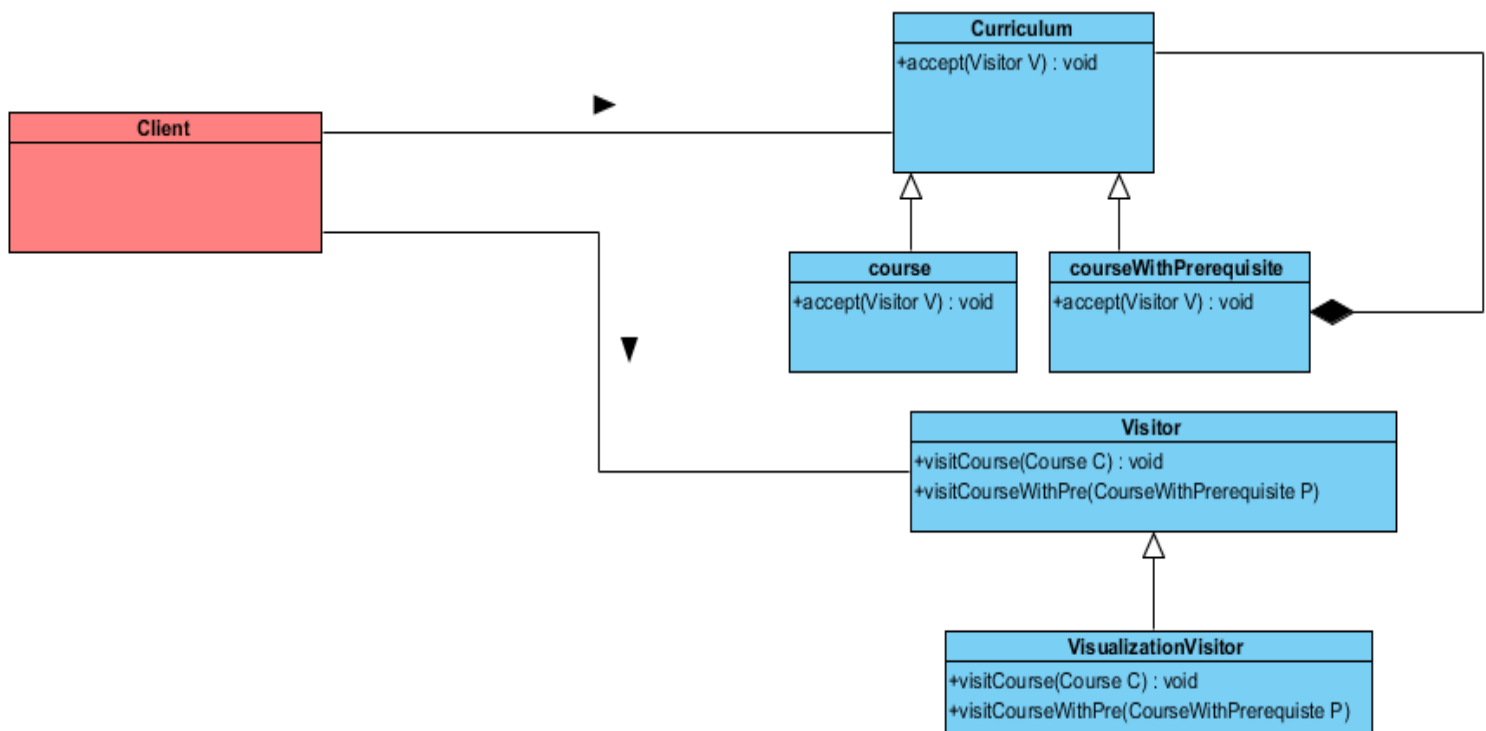 Curriculum
+accept(Visitor V) : void
Client
course
+accept(Visitor V) : void
courseWithPrerequisite
+accept(Visitor V) : void
Visitor
+visitCourse(Course C) : void
+visitCourseWithPre(CourseWithPrerequisite P)
VisualizationVisitor
+visitCourse(Course C) : void
+visitCourseWithPre(CourseWithPrerequiste P)